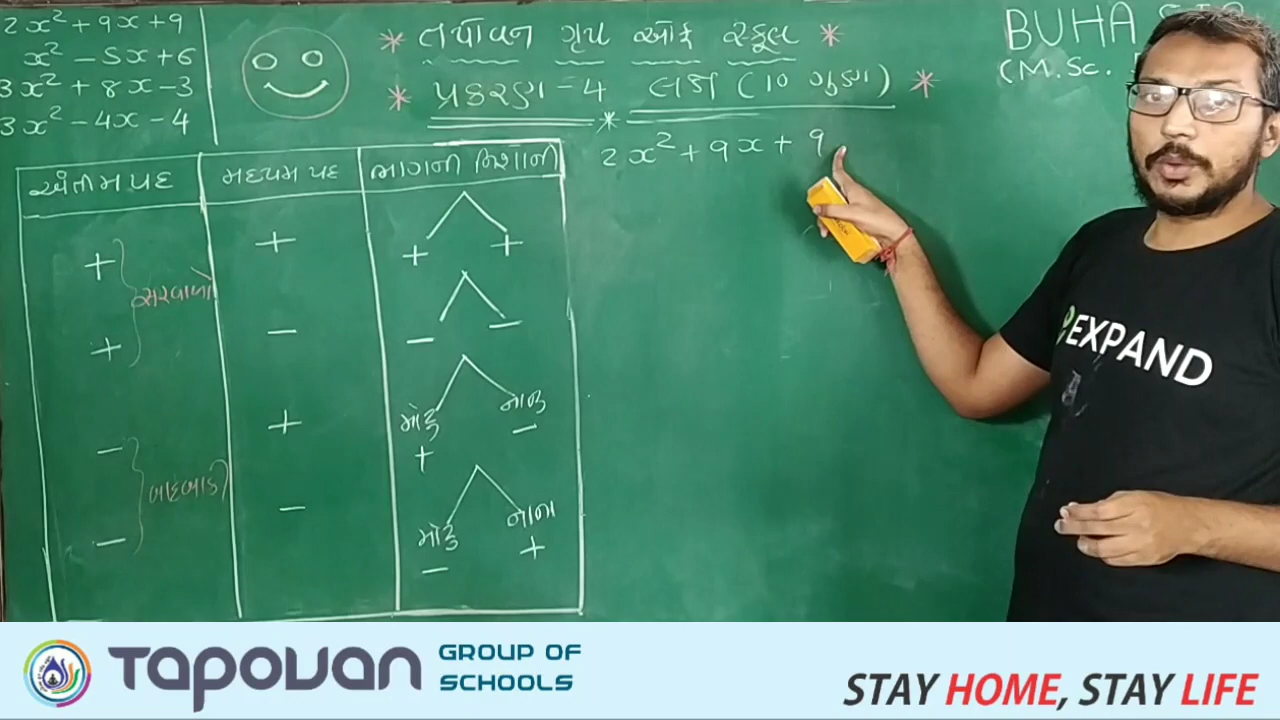 2x² + 9x + 9
x² - 5x + 6
3x² + 8x - 3
3x² - 4x - 4
* તપોવન ગૃપ ઓફ સ્કુલ *
* પ્રકરણ - 4
BUHA
(M.Sc.
2x² + 9x + 9
અંતિમ પદ મધ્યમ પદ ભાગની નિશાની
+ + + +
સરવાળો
+ - - -
- + મોટુ + નાનુ -
બાદબાકી
- - મોટુ - નાના +
EXPAND
TAPOVAN GROUP OF SCHOOLS
STAY HOME, STAY LIFE